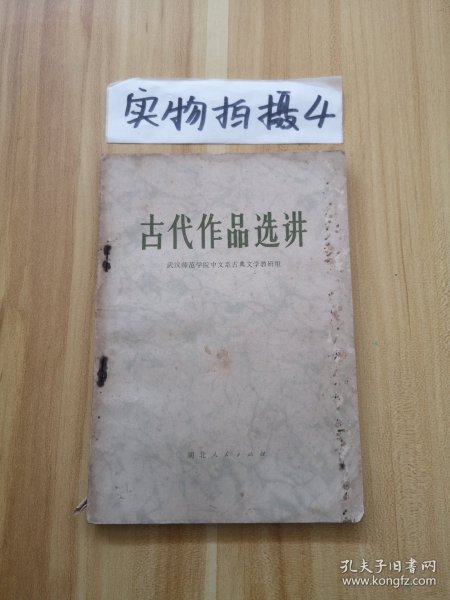 实物拍摄4
古代作品选讲
武汉师范学院中文系古典文学教研组
湖北人民出版社
孔夫子旧书网
www.kongfz.com